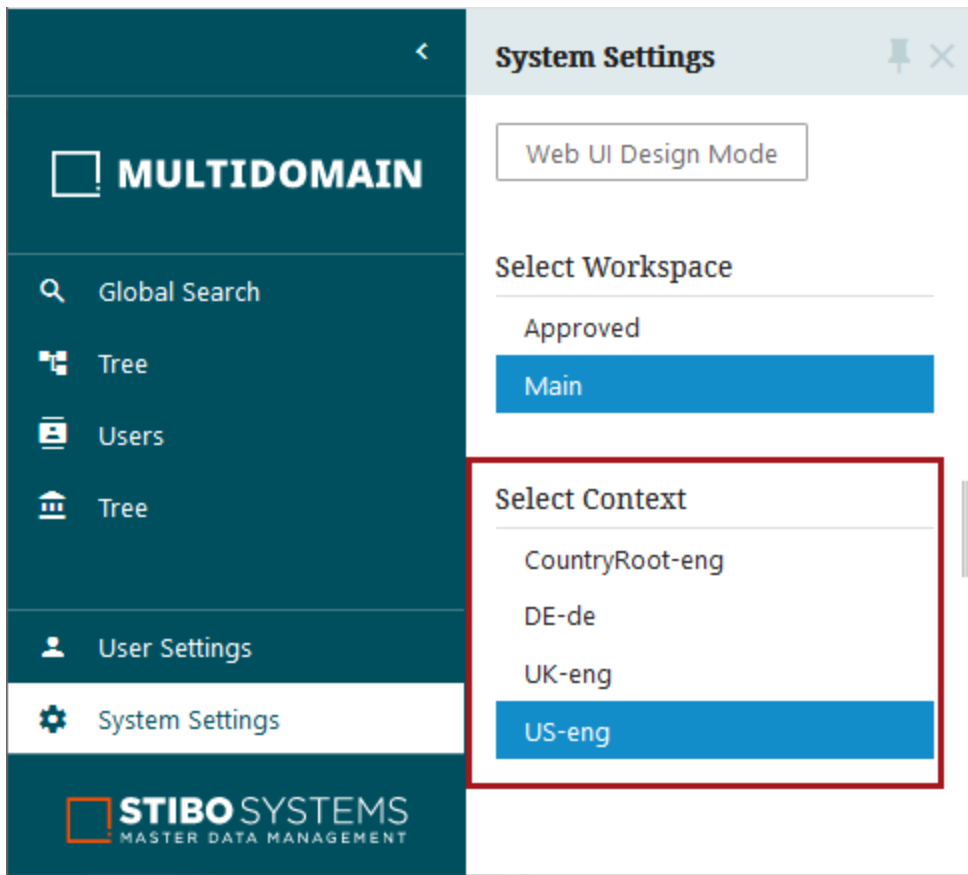 MULTIDOMAIN
Global Search
Tree
Users
Tree
User Settings
System Settings
STIBO SYSTEMS
MASTER DATA MANAGEMENT
System Settings
Web UI Design Mode
Select Workspace
Approved
Main
Select Context
CountryRoot-eng
DE-de
UK-eng
US-eng